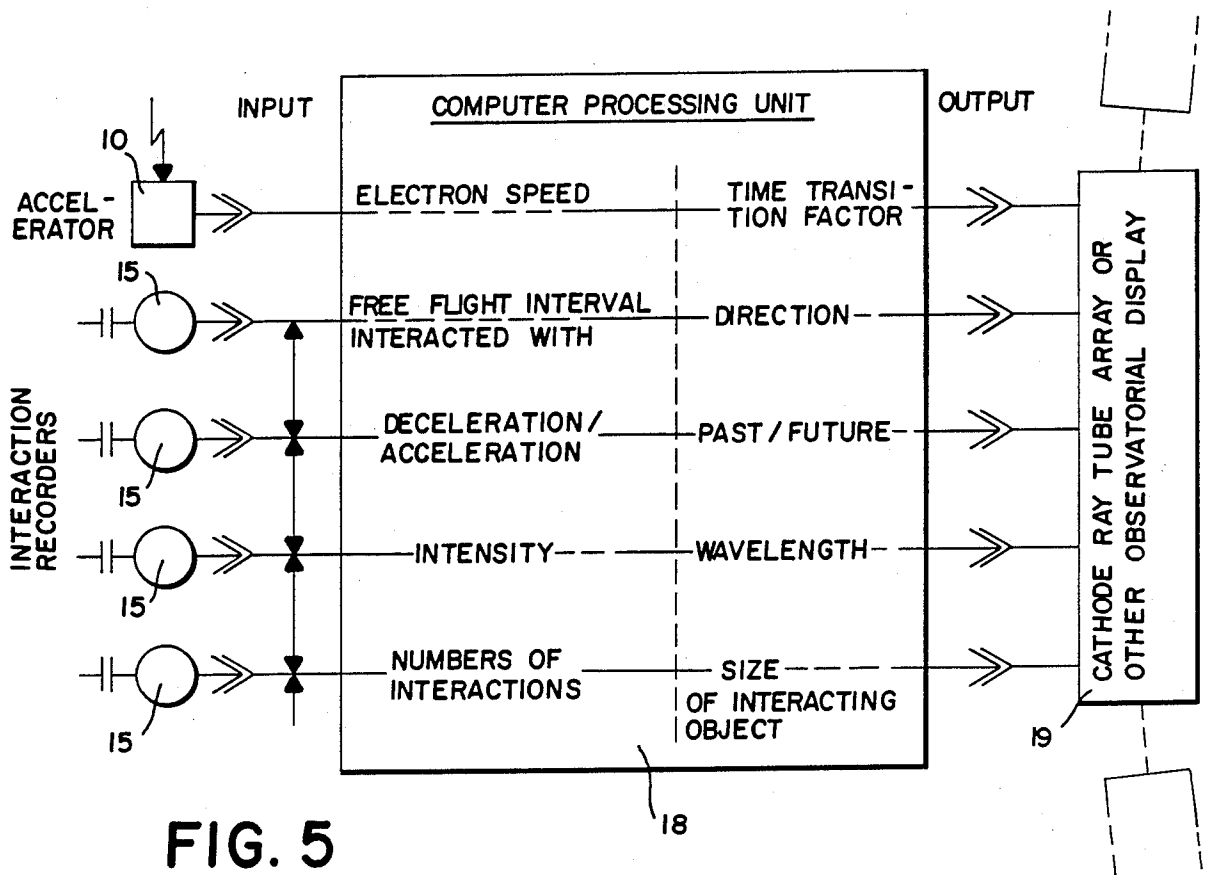 INPUT
COMPUTER PROCESSING UNIT
OUTPUT
10
ACCEL-
ERATOR
ELECTRON SPEED
TIME TRANSI-
TION FACTOR
15
FREE FLIGHT INTERVAL
INTERACTED WITH
DIRECTION
INTERACTION
RECORDERS
15
DECELERATION/
ACCELERATION
PAST/FUTURE
15
INTENSITY
WAVELENGTH
15
NUMBERS OF
INTERACTIONS
SIZE
OF INTERACTING
OBJECT
CATHODE RAY TUBE ARRAY OR
OTHER OBSERVATORIAL DISPLAY
19
18
FIG. 5